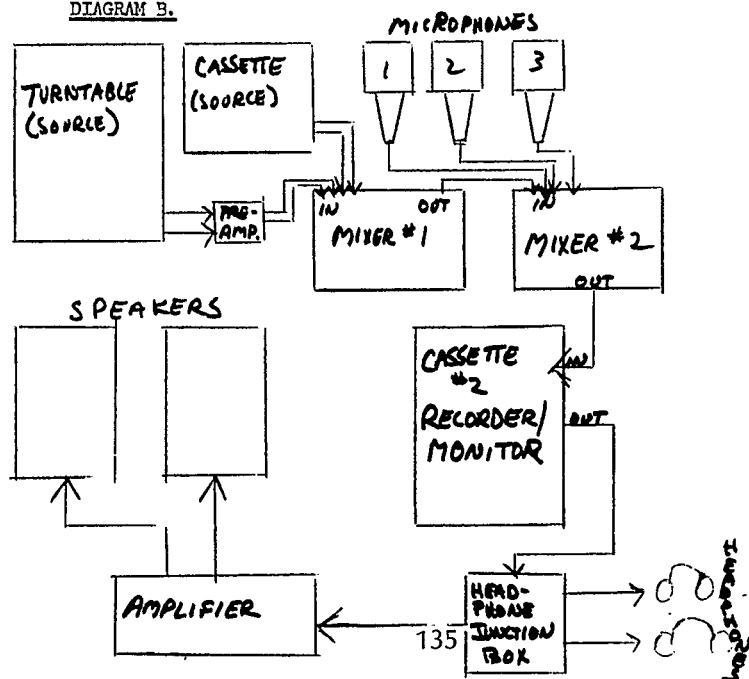 DIAGRAM B.
MICROPHONES
1 2 3
TURNTABLE
(SOURCE)
CASSETTE
(SOURCE)
PRE-
AMP.
IN OUT
MIXER #1
IN
MIXER #2
OUT
SPEAKERS
CASSETTE
#2
RECORDER/
MONITOR
IN
OUT
AMPLIFIER
HEAD-
PHONE
JUNCTION
BOX
135
HEADPHONES